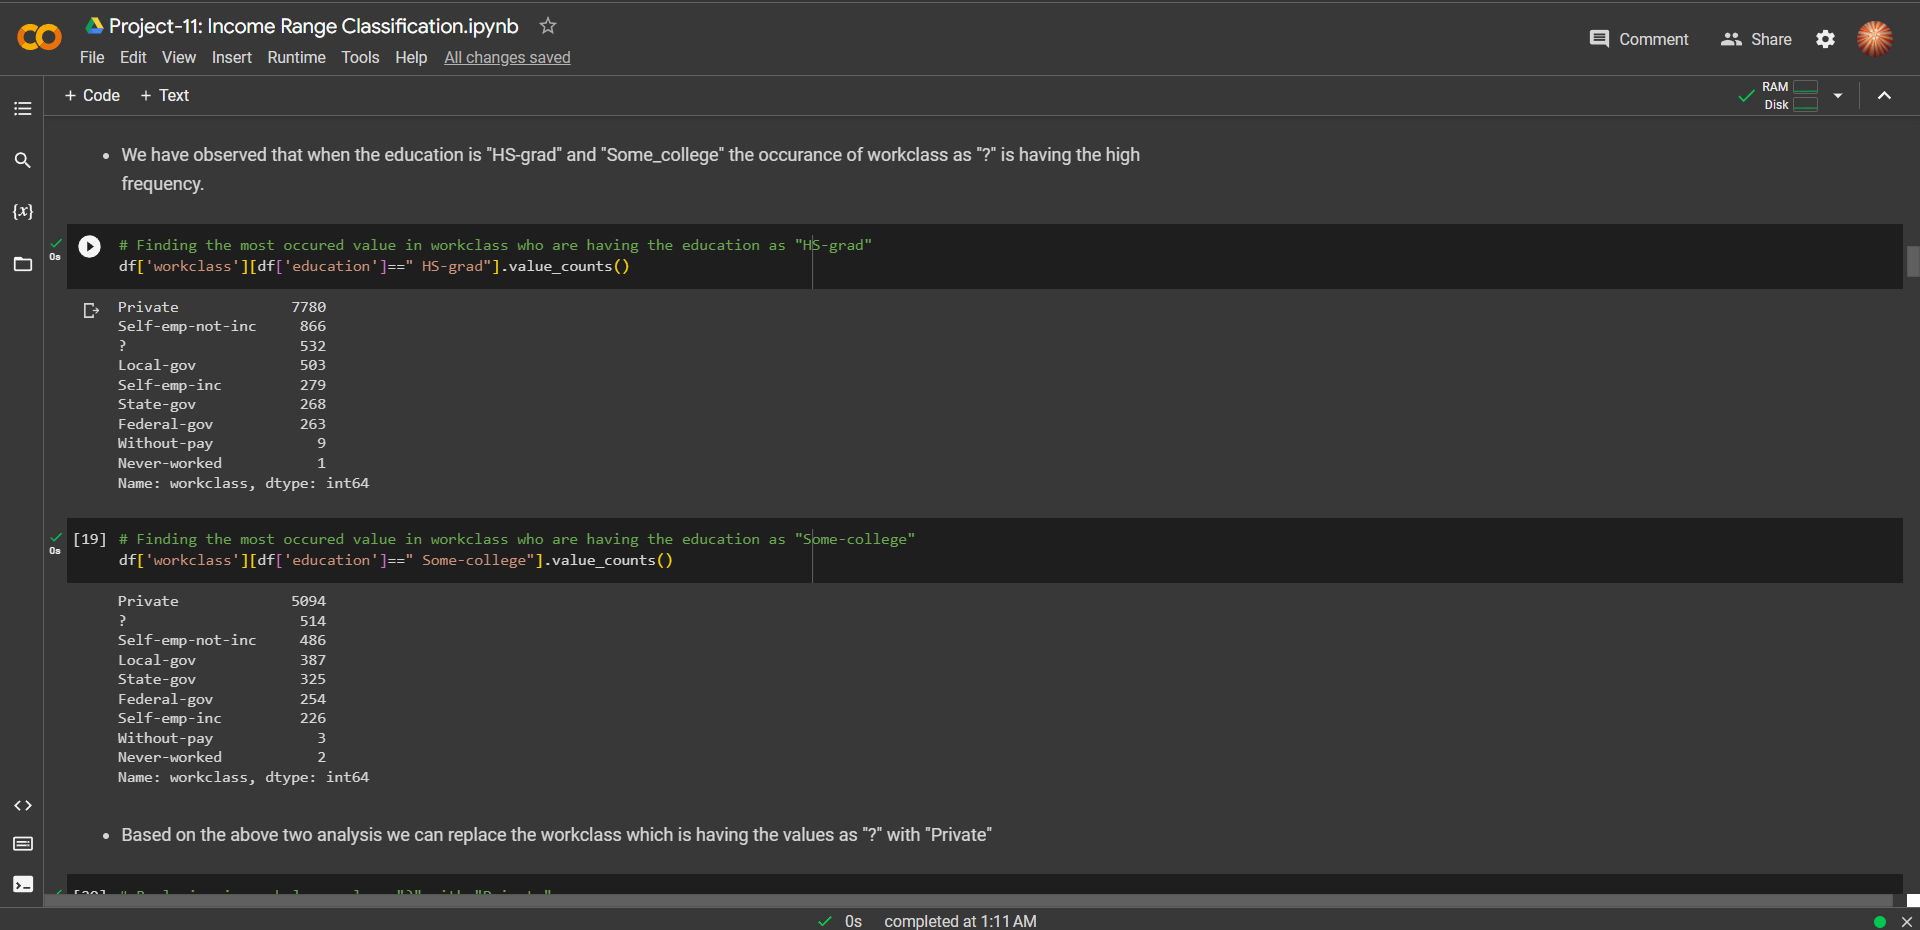 Project-11: Income Range Classification.ipynb
File Edit View Insert Runtime Tools Help All changes saved
Comment Share
+ Code + Text
RAM
Disk
• We have observed that when the education is "HS-grad" and "Some_college" the occurance of workclass as "?" is having the high
frequency.
0s
# Finding the most occured value in workclass who are having the education as "HS-grad"
df['workclass'][df['education']==" HS-grad"].value_counts()
Private 7780
Self-emp-not-inc 866
? 532
Local-gov 503
Self-emp-inc 279
State-gov 268
Federal-gov 263
Without-pay 9
Never-worked 1
Name: workclass, dtype: int64
0s
[19] # Finding the most occured value in workclass who are having the education as "Some-college"
df['workclass'][df['education']==" Some-college"].value_counts()
Private 5094
? 514
Self-emp-not-inc 486
Local-gov 387
State-gov 325
Federal-gov 254
Self-emp-inc 226
Without-pay 3
Never-worked 2
Name: workclass, dtype: int64
• Based on the above two analysis we can replace the workclass which is having the values as "?" with "Private"
0s completed at 1:11 AM